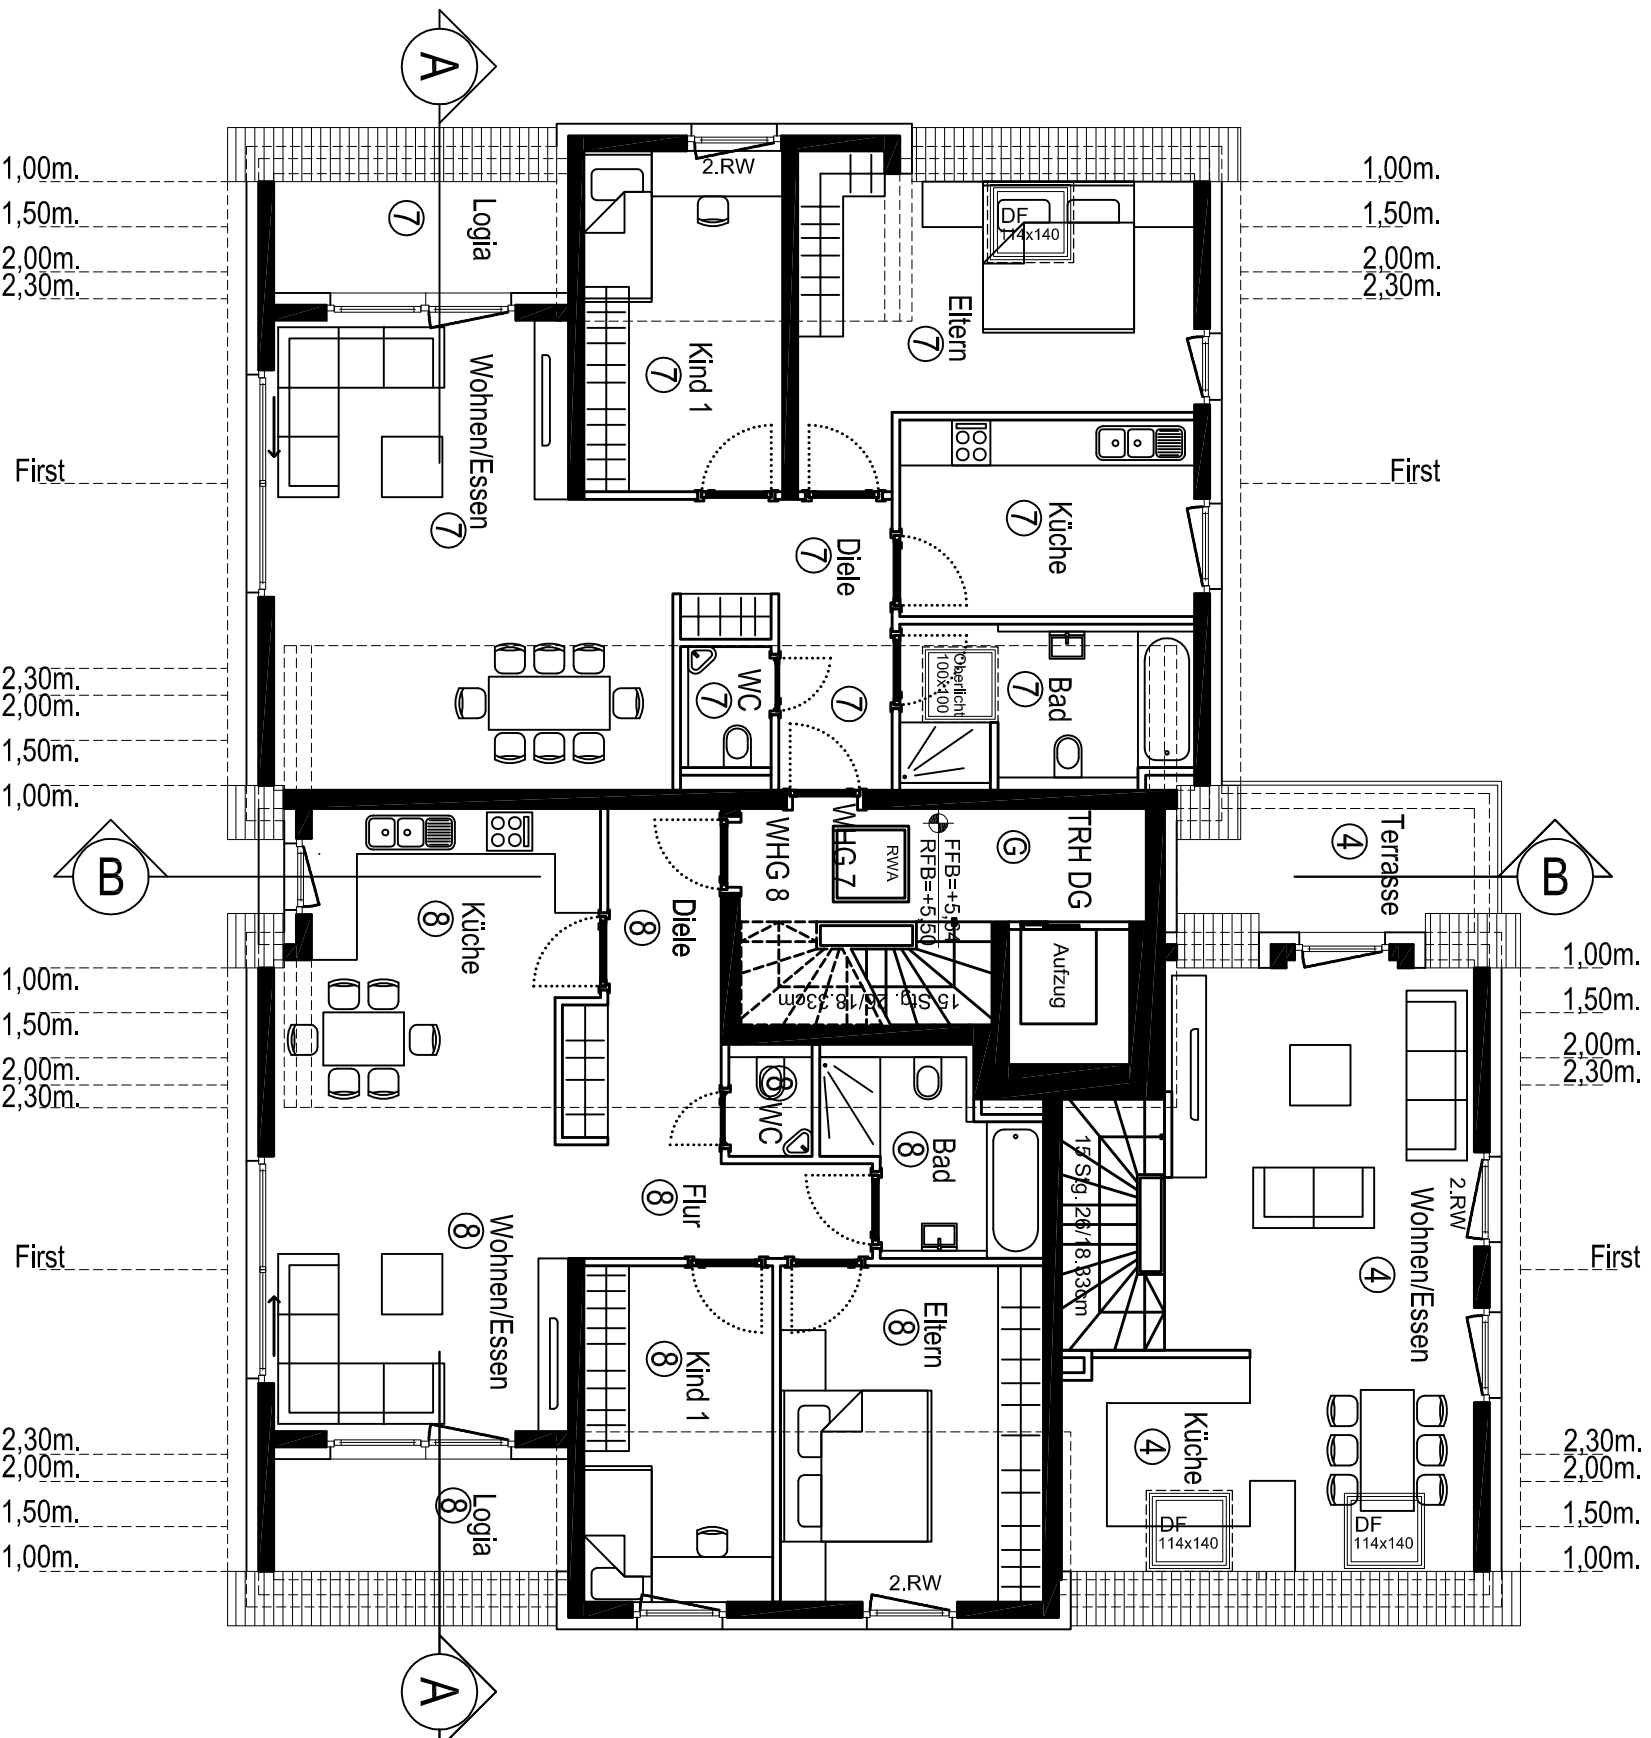 A
1,00m.
1,50m.
2,00m.
2,30m.
First
2,30m.
2,00m.
1,50m.
1,00m.
1,00m.
1,50m.
2,00m.
2,30m.
First
2,30m.
2,00m.
1,50m.
1,00m.
1,00m.
1,50m.
2,00m.
2,30m.
First
1,00m.
1,50m.
2,00m.
2,30m.
First
2,30m.
2,00m.
1,50m.
1,00m.
Logia
7
2.RW
DF
114x140
Eltern
7
Kind 1
7
Wohnen/Essen
7
Küche
7
Diele
7
WC
7
7
Bad
7
Oberlicht
100x100
B
B
Terrasse
4
TRH DG
G
FFB=+5,64
RFB=+5,50
RWA
WHG 7
WHG 8
Aufzug
15 Stg. 26/18.33cm
Küche
8
Diele
8
WC
8
Bad
8
Flur
8
Wohnen/Essen
8
15 Stg. 26/18.33cm
2.RW
Wohnen/Essen
4
Eltern
8
Kind 1
8
Küche
4
DF
114x140
DF
114x140
Logia
8
2.RW
A